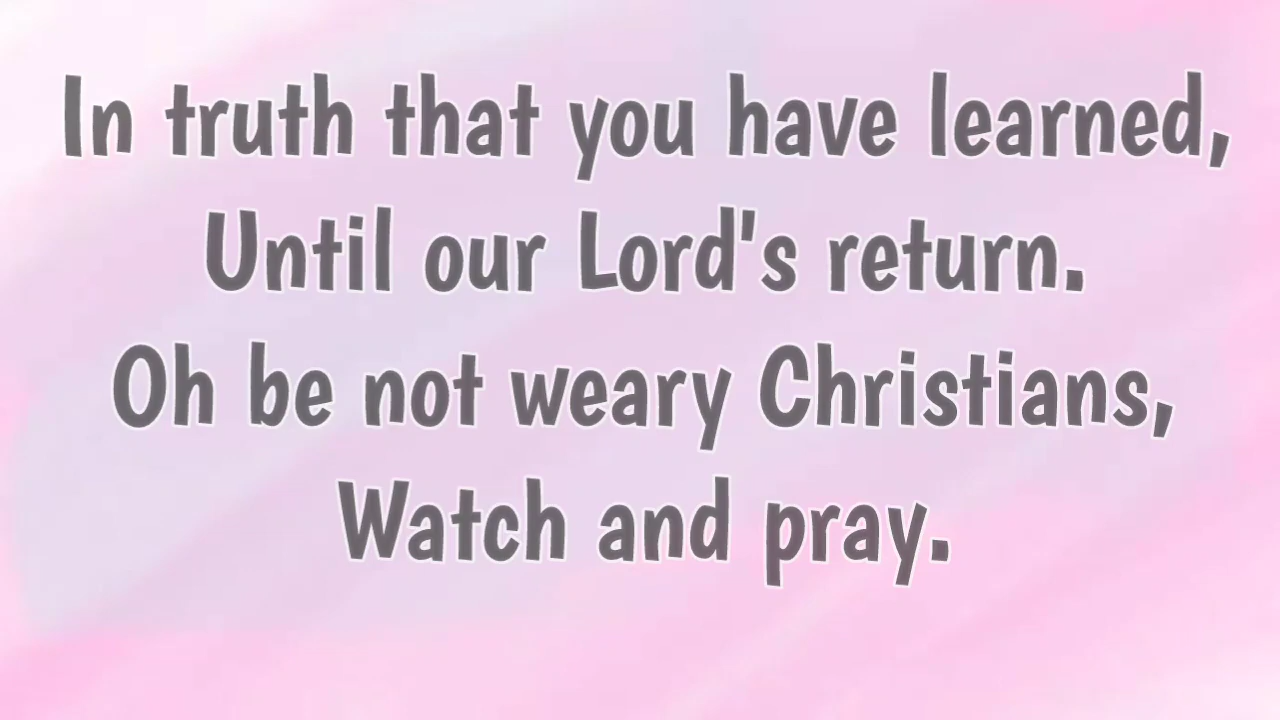 In truth that you have learned,
Until our Lord's return.
Oh be not weary Christians,
Watch and pray.